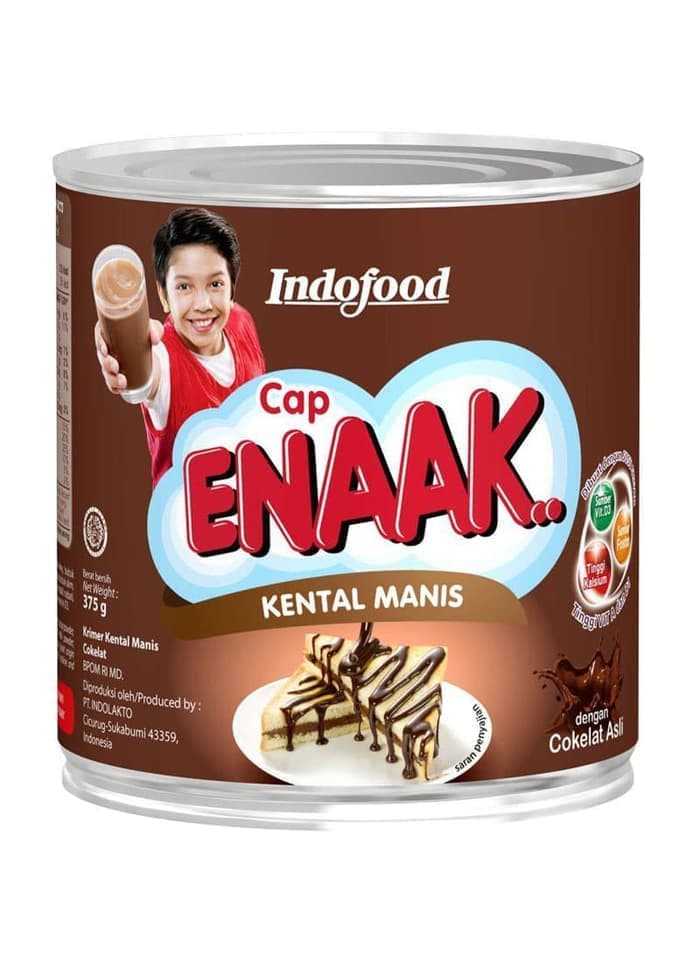 Indofood
Cap
ENAAK..
KENTAL MANIS
Berat bersih
Net Weight :
375 g
Krimer Kental Manis
Cokelat
BPOM RI MD.
Diproduksi oleh/Produced by :
PT. INDOLAKTO
Cicurug-Sukabumi 43359,
Indonesia
Sumber
Vit.D3
Tinggi
Kalsium
saran penyajian
dengan
Cokelat Asli